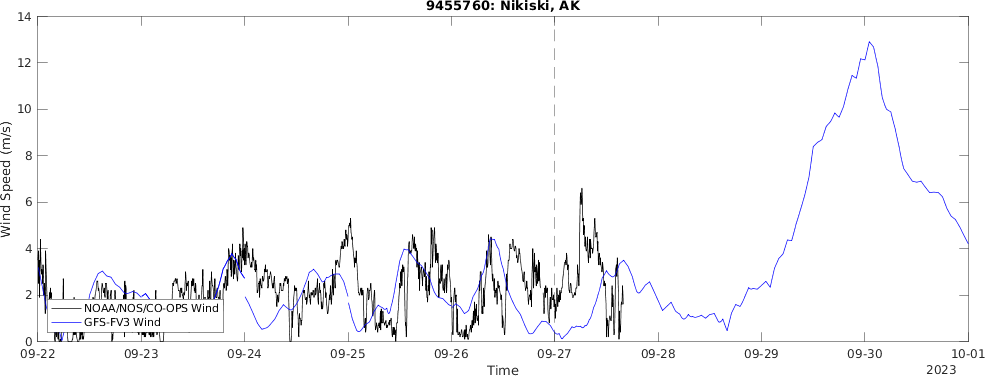 9455760: Nikiski, AK
Wind Speed (m/s)
14
12
10
8
6
4
2
0
NOAA/NOS/CO-OPS Wind
GFS-FV3 Wind
09-22 09-23 09-24 09-25 09-26 09-27 09-28 09-29 09-30 10-01
Time
2023